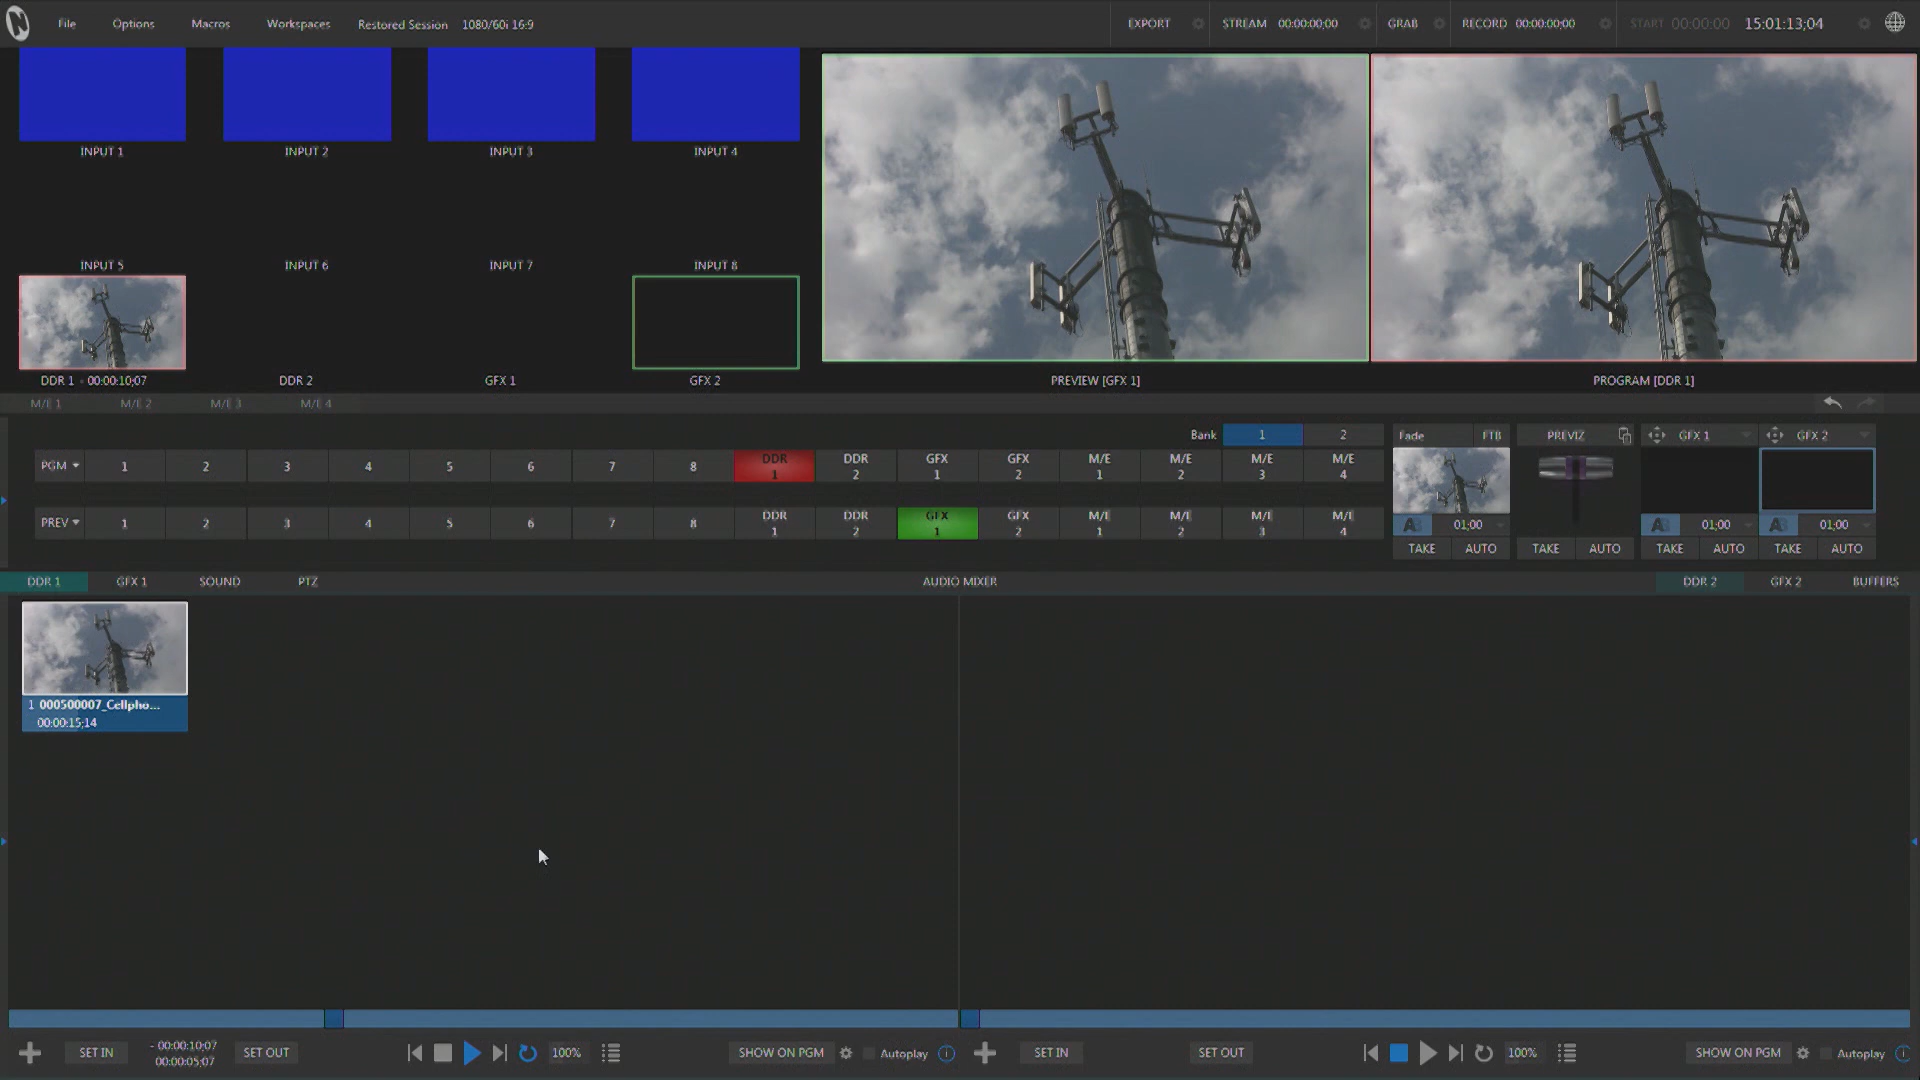 File Options Macros Workspaces Restored Session 1080/60i 16:9 EXPORT STREAM 00:00:00;00 GRAB RECORD 00:00:00;00 START 00:00:00 15:01:13;04
INPUT 1 INPUT 2 INPUT 3 INPUT 4
INPUT 5 INPUT 6 INPUT 7 INPUT 8
DDR 1 - 00:00:10;07 DDR 2 GFX 1 GFX 2 PREVIEW [GFX 1] PROGRAM [DDR 1]
M/E 1 M/E 2 M/E 3 M/E 4
Bank 1 2 Fade FTB PREVIZ GFX 1 GFX 2
PGM 1 2 3 4 5 6 7 8 DDR 1 DDR 2 GFX 1 GFX 2 M/E 1 M/E 2 M/E 3 M/E 4
PREV 1 2 3 4 5 6 7 8 DDR 1 DDR 2 GFX 1 GFX 2 M/E 1 M/E 2 M/E 3 M/E 4
01;00 01;00 01;00
TAKE AUTO TAKE AUTO TAKE AUTO TAKE AUTO
DDR 1 GFX 1 SOUND PTZ AUDIO MIXER DDR 2 GFX 2 BUFFERS
1 000500007_Cellpho...
00:00:15;14
SET IN - 00:00:10;07 SET OUT 100% SHOW ON PGM Autoplay SET IN SET OUT 100% SHOW ON PGM Autoplay
00:00:05;07